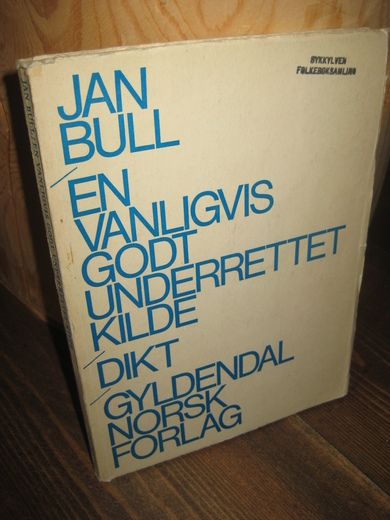 SYKKYLVEN
FOLKEBOKSAMLING
JAN
BULL
/EN
VANLIGVIS
GODT
UNDERRETTET
KILDE
/DIKT
/GYLDENDAL
NORSK
FORLAG